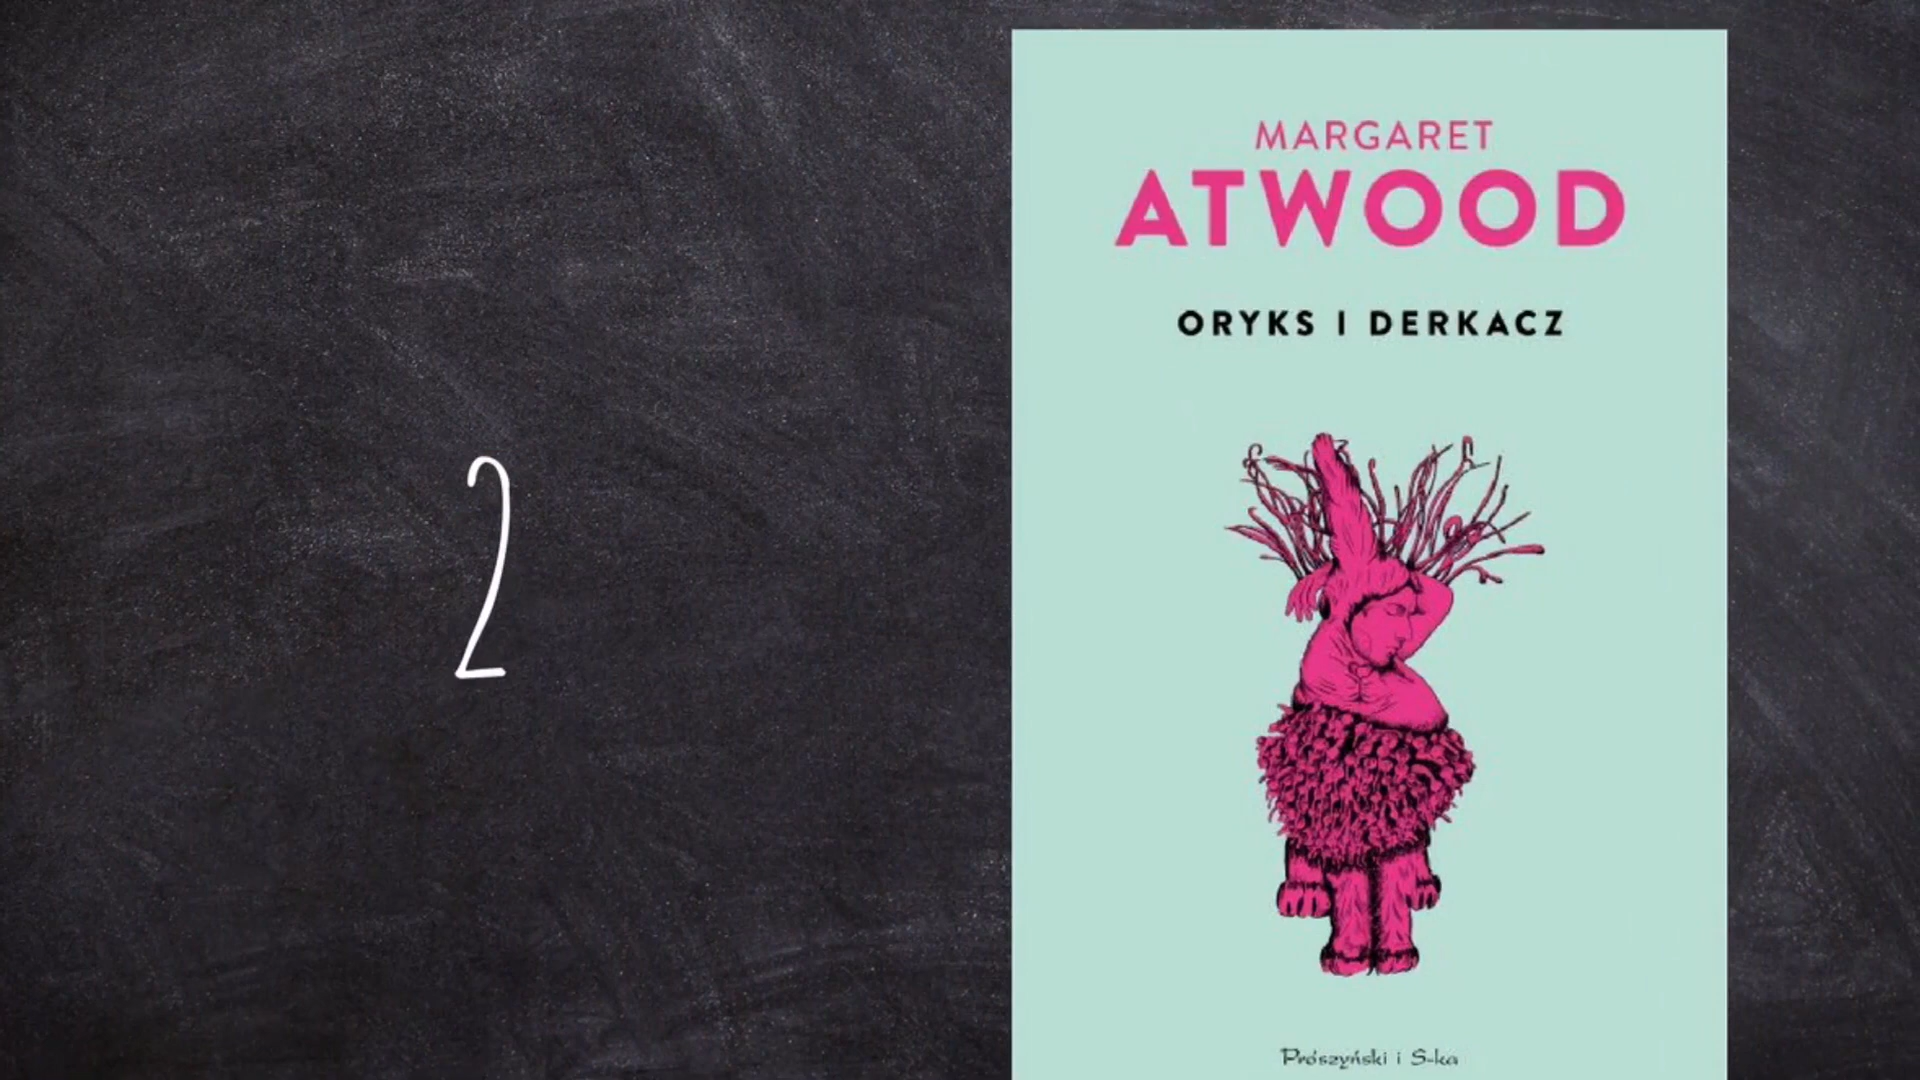 2
MARGARET
ATWOOD
ORYKS I DERKACZ
Prószyński i S-ka